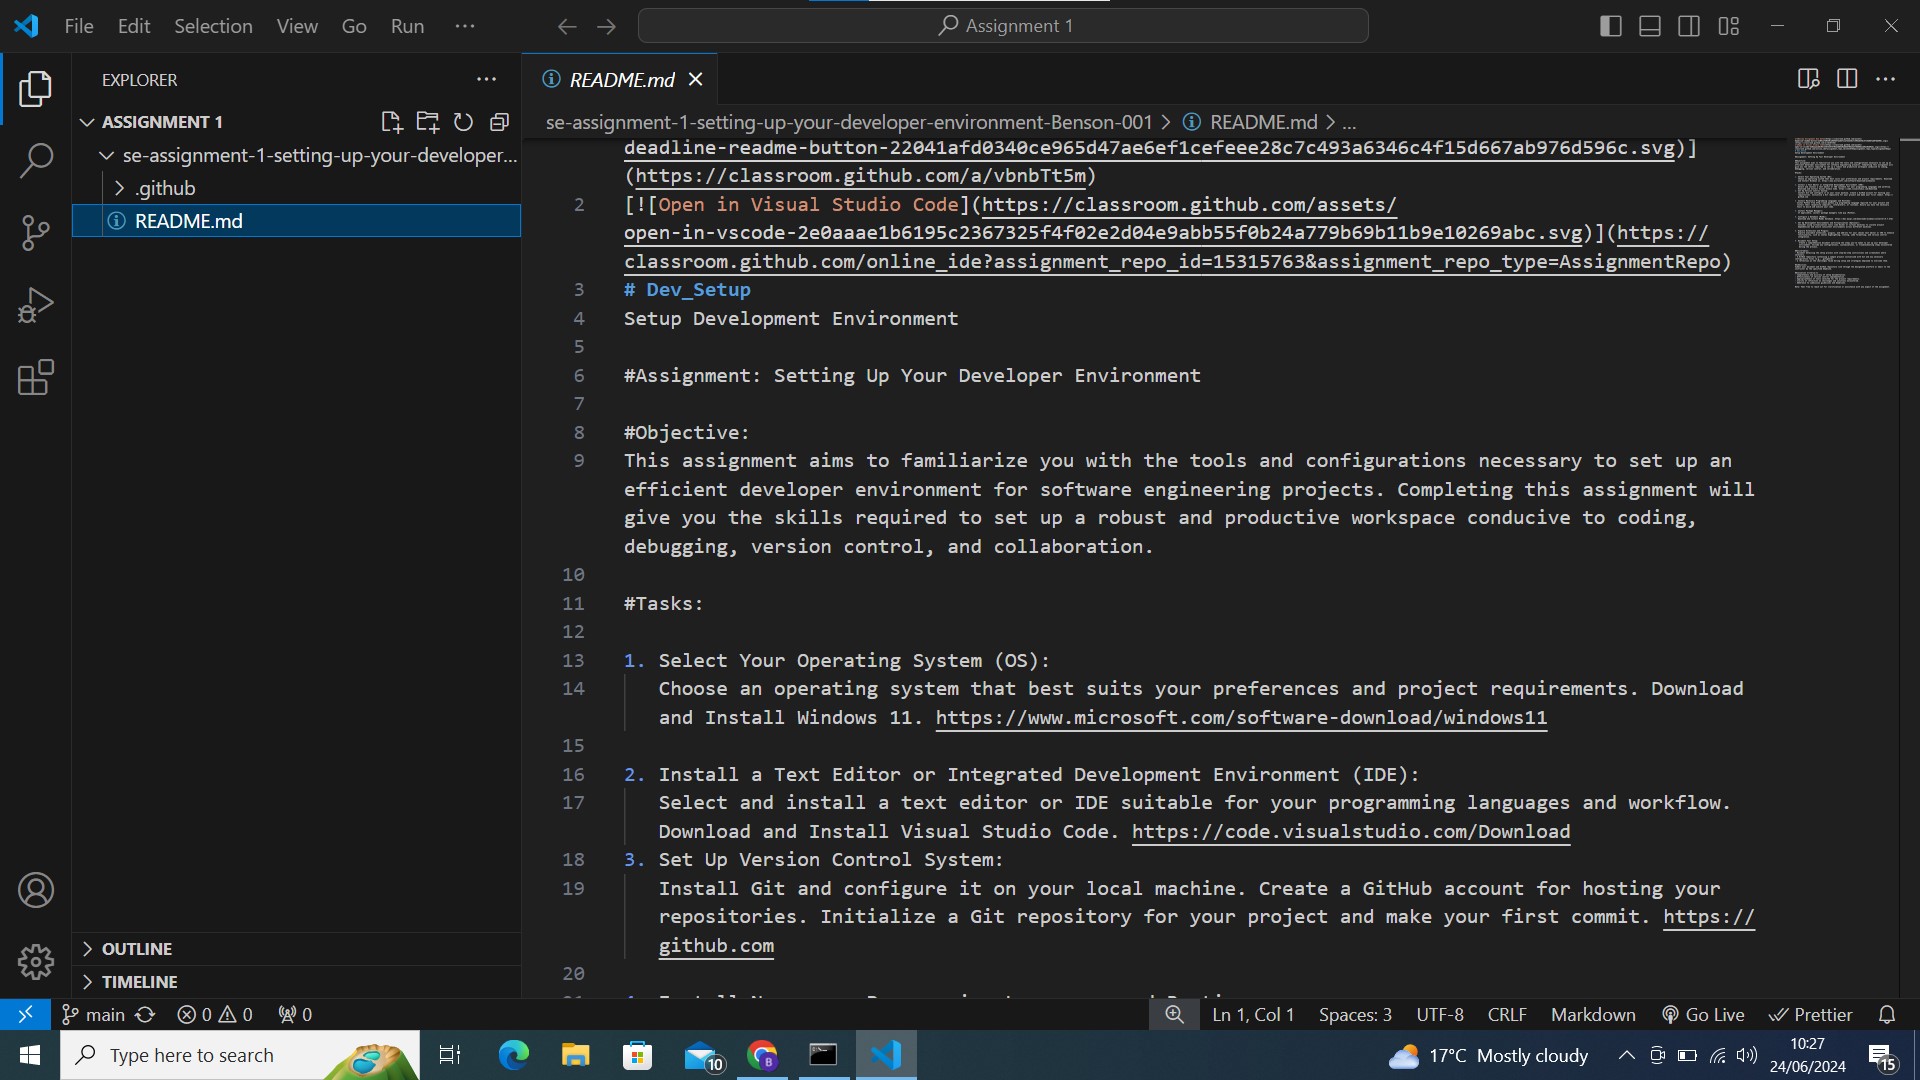 File Edit Selection View Go Run ···
Assignment 1
EXPLORER
ASSIGNMENT 1
se-assignment-1-setting-up-your-developer...
.github
README.md
OUTLINE
TIMELINE
README.md
se-assignment-1-setting-up-your-developer-environment-Benson-001 > README.md > ...
deadline-readme-button-22041afd0340ce965d47ae6ef1cefeee28c7c493a6346c4f15d667ab976d596c.svg)]
(https://classroom.github.com/a/vbnbTt5m)
2 [![Open in Visual Studio Code](https://classroom.github.com/assets/
open-in-vscode-2e0aaae1b6195c2367325f4f02e2d04e9abb55f0b24a779b69b11b9e10269abc.svg)](https://
classroom.github.com/online_ide?assignment_repo_id=15315763&assignment_repo_type=AssignmentRepo)
3 # Dev_Setup
4 Setup Development Environment
5
6 #Assignment: Setting Up Your Developer Environment
7
8 #Objective:
9 This assignment aims to familiarize you with the tools and configurations necessary to set up an
efficient developer environment for software engineering projects. Completing this assignment will
give you the skills required to set up a robust and productive workspace conducive to coding,
debugging, version control, and collaboration.
10
11 #Tasks:
12
13 1. Select Your Operating System (OS):
14 Choose an operating system that best suits your preferences and project requirements. Download
and Install Windows 11. https://www.microsoft.com/software-download/windows11
15
16 2. Install a Text Editor or Integrated Development Environment (IDE):
17 Select and install a text editor or IDE suitable for your programming languages and workflow.
Download and Install Visual Studio Code. https://code.visualstudio.com/Download
18 3. Set Up Version Control System:
19 Install Git and configure it on your local machine. Create a GitHub account for hosting your
repositories. Initialize a Git repository for your project and make your first commit. https://
github.com
20
main 0 0 0 Ln 1, Col 1 Spaces: 3 UTF-8 CRLF Markdown Go Live Prettier
Type here to search 10 B 17°C Mostly cloudy 10:27
24/06/2024 15